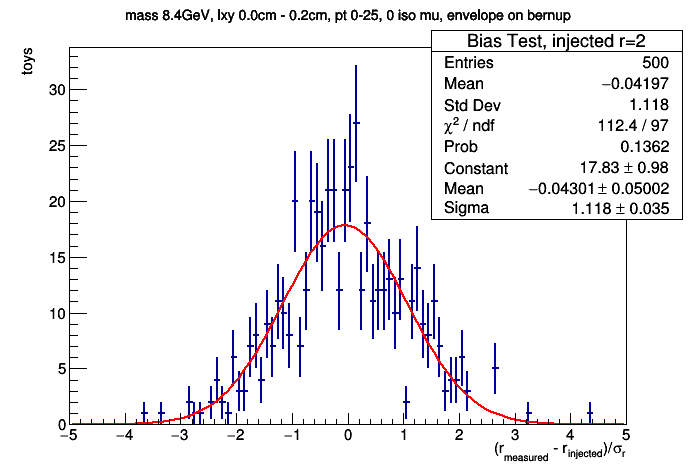 mass 8.4GeV, lxy 0.0cm - 0.2cm, pt 0-25, 0 iso mu, envelope on bernup
Bias Test, injected r=2
Entries 500
Mean −0.04197
Std Dev 1.118
χ² / ndf 112.4 / 97
Prob 0.1362
Constant 17.83 ± 0.98
Mean −0.04301 ± 0.05002
Sigma 1.118 ± 0.035
toys
30
25
20
15
10
5
0
−5 −4 −3 −2 −1 0 1 2 3 4 5
(r_measured - r_injected)/σ_r